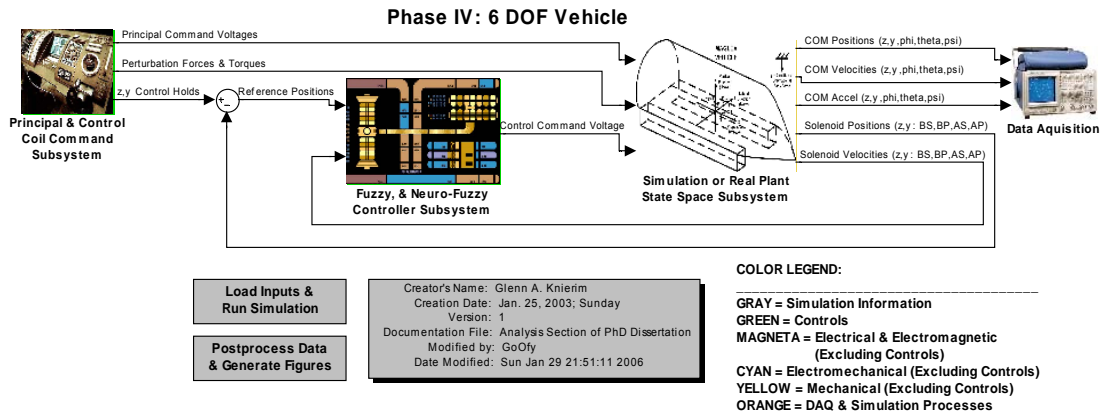 Phase IV: 6 DOF Vehicle
Principal Command Voltages
Perturbation Forces & Torques
z,y Control Holds
Reference Positions
Principal & Control
Coil Command
Subsystem
Control Command Voltage
Fuzzy, & Neuro-Fuzzy
Controller Subsystem
MAGLEV
VEHICLE
Simulation or Real Plant
State Space Subsystem
COM Positions (z,y,phi,theta,psi)
COM Velocities (z,y,phi,theta,psi)
COM Accel (z,y,phi,theta,psi)
Solenoid Positions (z,y: BS,BP,AS,AP)
Solenoid Velocities (z,y: BS,BP,AS,AP)
Data Aquisition
Load Inputs &
Run Simulation
Postprocess Data
& Generate Figures
Creator's Name: Glenn A. Knierim
Creation Date: Jan. 25, 2003; Sunday
Version: 1
Documentation File: Analysis Section of PhD Dissertation
Modified by: GoOfy
Date Modified: Sun Jan 29 21:51:11 2006
COLOR LEGEND:
GRAY = Simulation Information
GREEN = Controls
MAGNETA = Electrical & Electromagnetic
(Excluding Controls)
CYAN = Electromechanical (Excluding Controls)
YELLOW = Mechanical (Excluding Controls)
ORANGE = DAQ & Simulation Processes